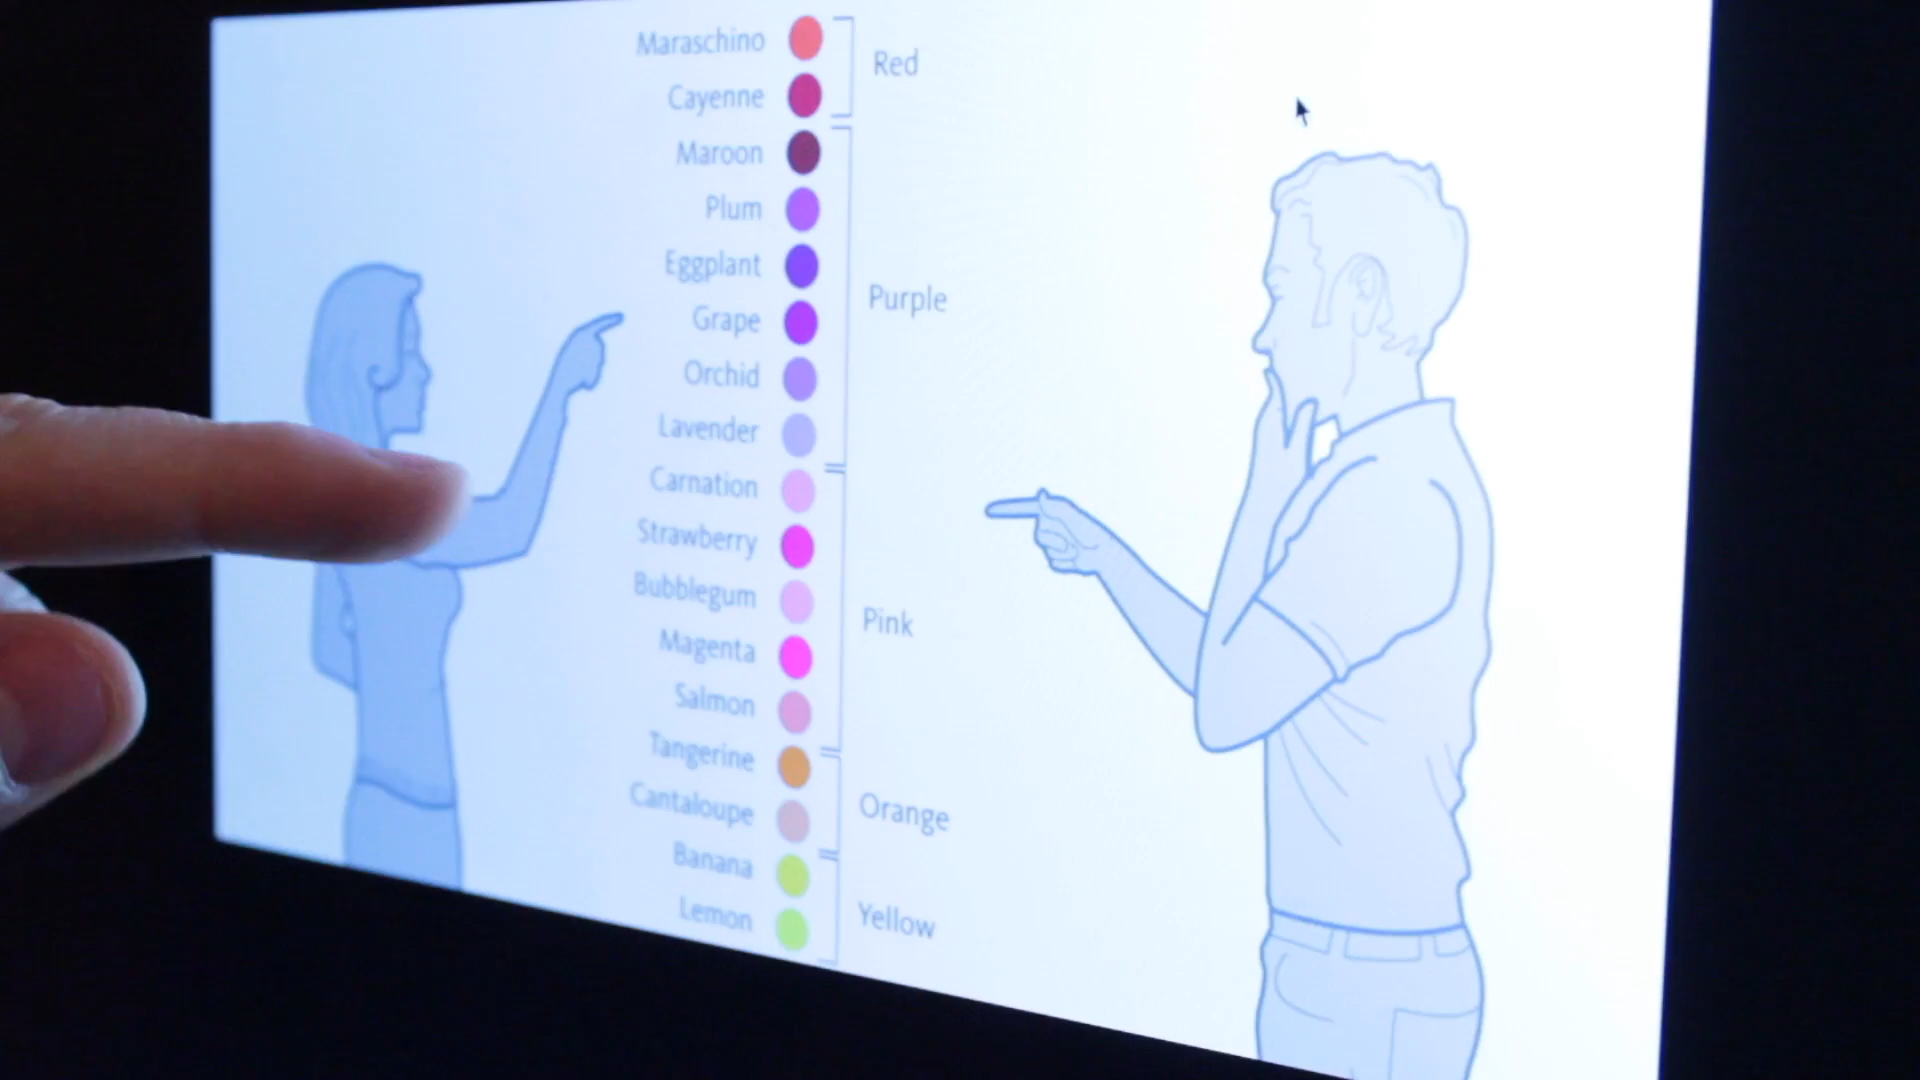 Maraschino
Cayenne
Red
Maroon
Plum
Eggplant
Grape
Orchid
Lavender
Purple
Carnation
Strawberry
Bubblegum
Magenta
Salmon
Pink
Tangerine
Cantaloupe
Orange
Banana
Lemon
Yellow